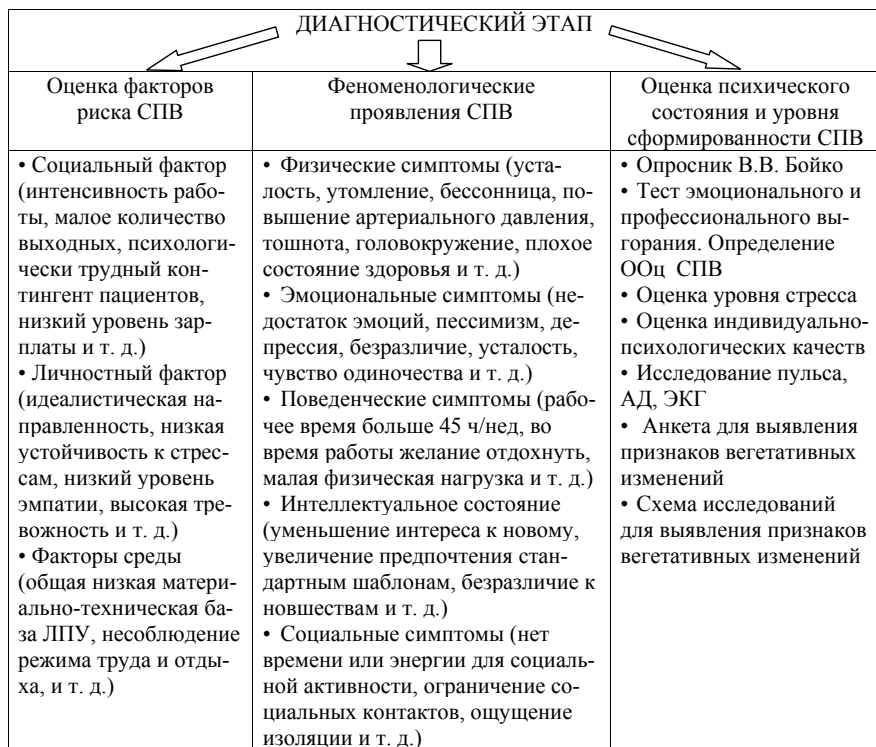 ДИАГНОСТИЧЕСКИЙ ЭТАП
Оценка факторов
риска СПВ
Феноменологические
проявления СПВ
Оценка психического
состояния и уровня
сформированности СПВ
• Социальный фактор
(интенсивность рабо-
ты, малое количество
выходных, психологи-
чески трудный кон-
тингент пациентов,
низкий уровень зар-
платы и т. д.)
• Личностный фактор
(идеалистическая на-
правленность, низкая
устойчивость к стрес-
сам, низкий уровень
эмпатии, высокая тре-
вожность и т. д.)
• Факторы среды
(общая низкая матери-
ально-техническая ба-
за ЛПУ, несоблюдение
режима труда и отды-
ха, и т. д.)
• Физические симптомы (уста-
лость, утомление, бессонница, по-
вышение артериального давления,
тошнота, головокружение, плохое
состояние здоровья и т. д.)
• Эмоциональные симптомы (не-
достаток эмоций, пессимизм, де-
прессия, безразличие, усталость,
чувство одиночества и т. д.)
• Поведенческие симптомы (рабо-
чее время больше 45 ч/нед, во
время работы желание отдохнуть,
малая физическая нагрузка и т. д.)
• Интеллектуальное состояние
(уменьшение интереса к новому,
увеличение предпочтения стан-
дартным шаблонам, безразличие к
новшествам и т. д.)
• Социальные симптомы (нет
времени или энергии для социаль-
ной активности, ограничение со-
циальных контактов, ощущение
изоляции и т. д.)
• Опросник В.В. Бойко
• Тест эмоционального и
профессионального вы-
горания. Определение
ООц СПВ
• Оценка уровня стресса
• Оценка индивидуально-
психологических качеств
• Исследование пульса,
АД, ЭКГ
• Анкета для выявления
признаков вегетативных
изменений
• Схема исследований
для выявления признаков
вегетативных изменений